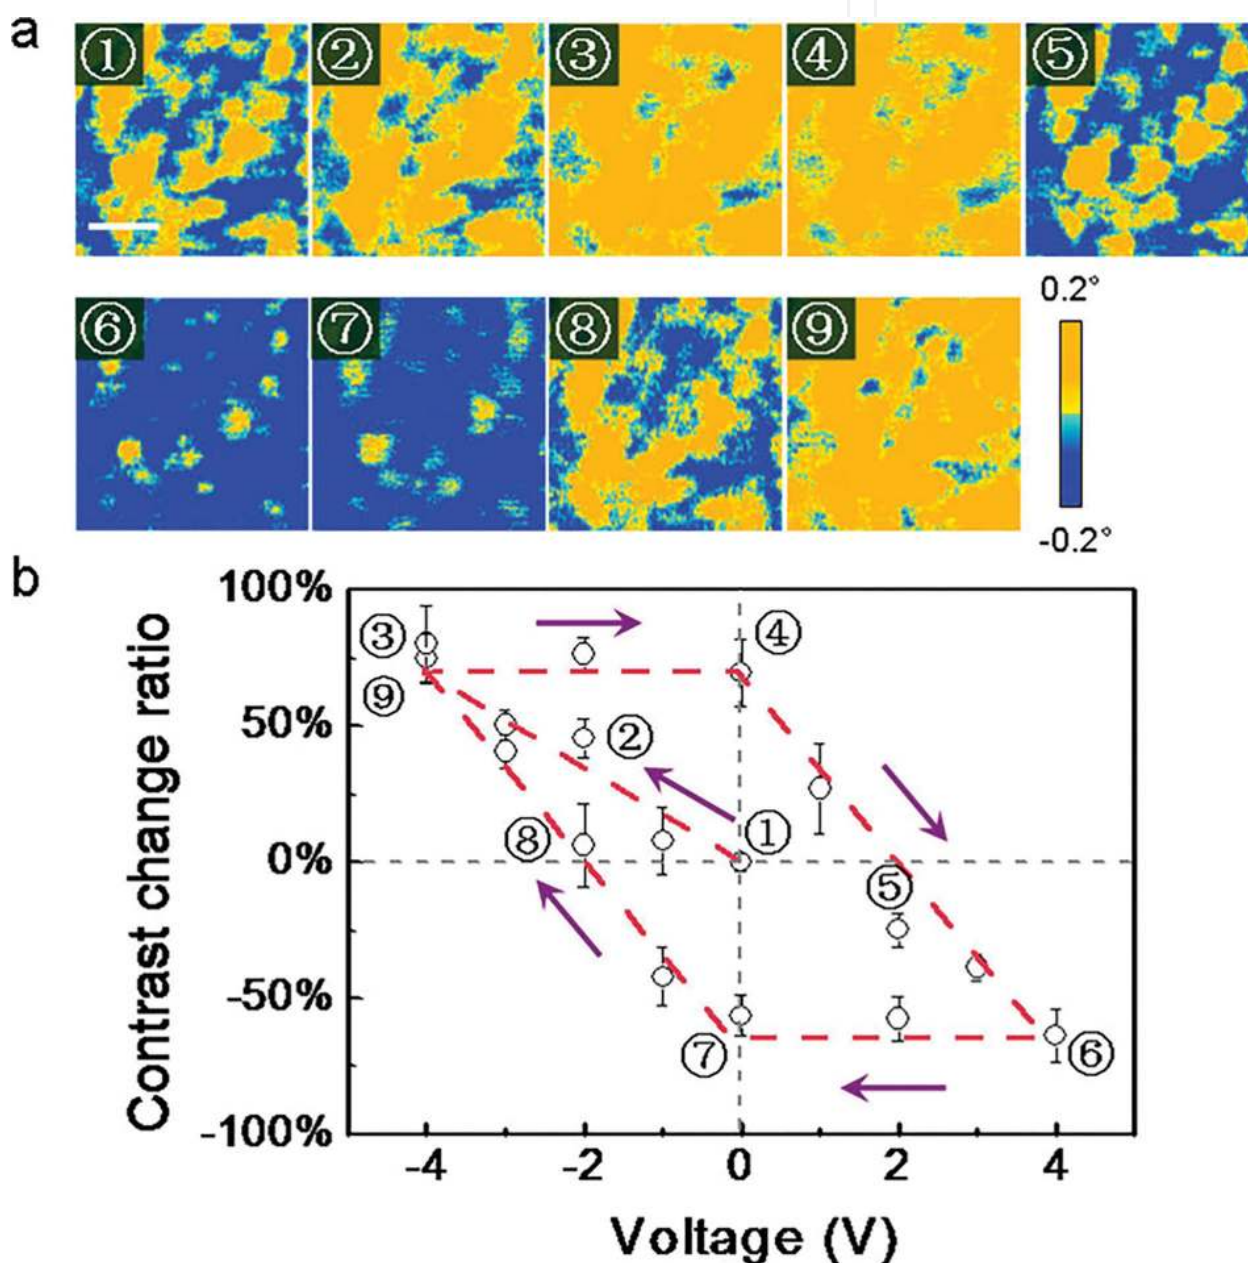 a
① ② ③ ④ ⑤
⑥ ⑦ ⑧ ⑨
0.2°
-0.2°
b
Contrast change ratio
100%
50%
0%
-50%
-100%
③ ④
⑨
②
① 
⑧
⑤
⑦ ⑥
-4 -2 0 2 4
Voltage (V)